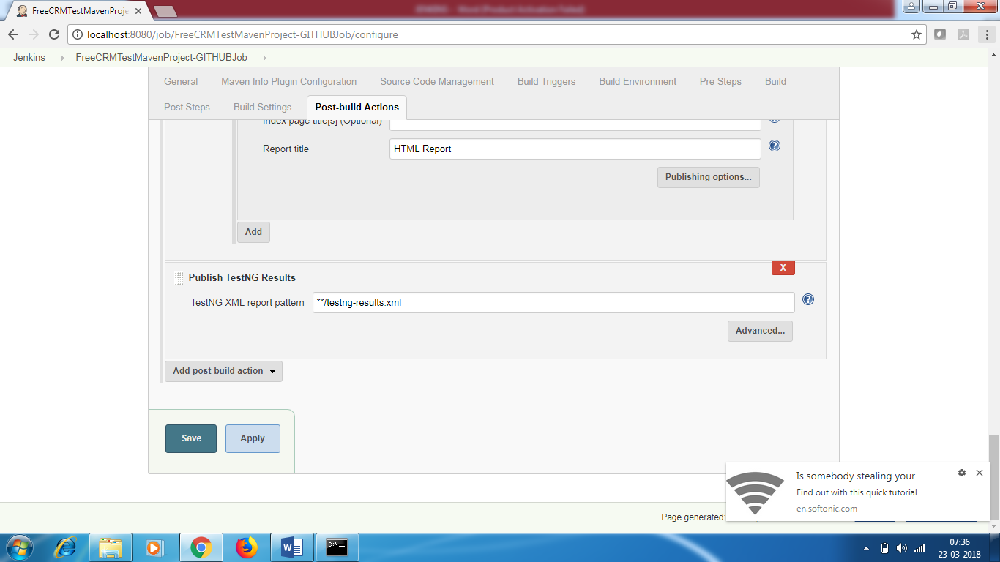 FreeCRMTestMavenProje
localhost:8080/job/FreeCRMTestMavenProject-GITHUBJob/configure
Jenkins FreeCRMTestMavenProject-GITHUBJob
General Maven Info Plugin Configuration Source Code Management Build Triggers Build Environment Pre Steps Build
Post Steps Build Settings Post-build Actions
Index page title[s] (Optional)
Report title HTML Report
Publishing options...
Add
X
Publish TestNG Results
TestNG XML report pattern **/testng-results.xml
Advanced...
Add post-build action
Save Apply
Is somebody stealing your
Find out with this quick tutorial
en.softonic.com
Page generated:
07:36
23-03-2018